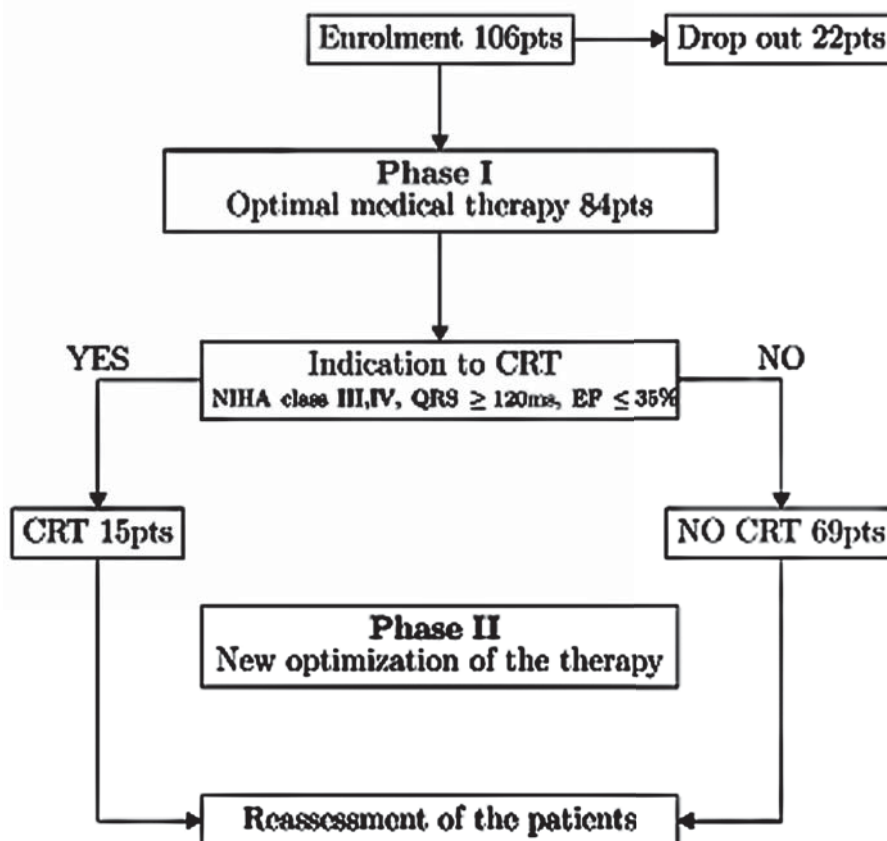 Enrolment 106pts
Drop out 22pts
Phase I
Optimal medical therapy 84pts
YES
Indication to CRT
NO
NIHA class III,IV, QRS ≥ 120ms, EF ≤ 35%
CRT 15pts
NO CRT 69pts
Phase II
New optimization of the therapy
Reassessment of the patients